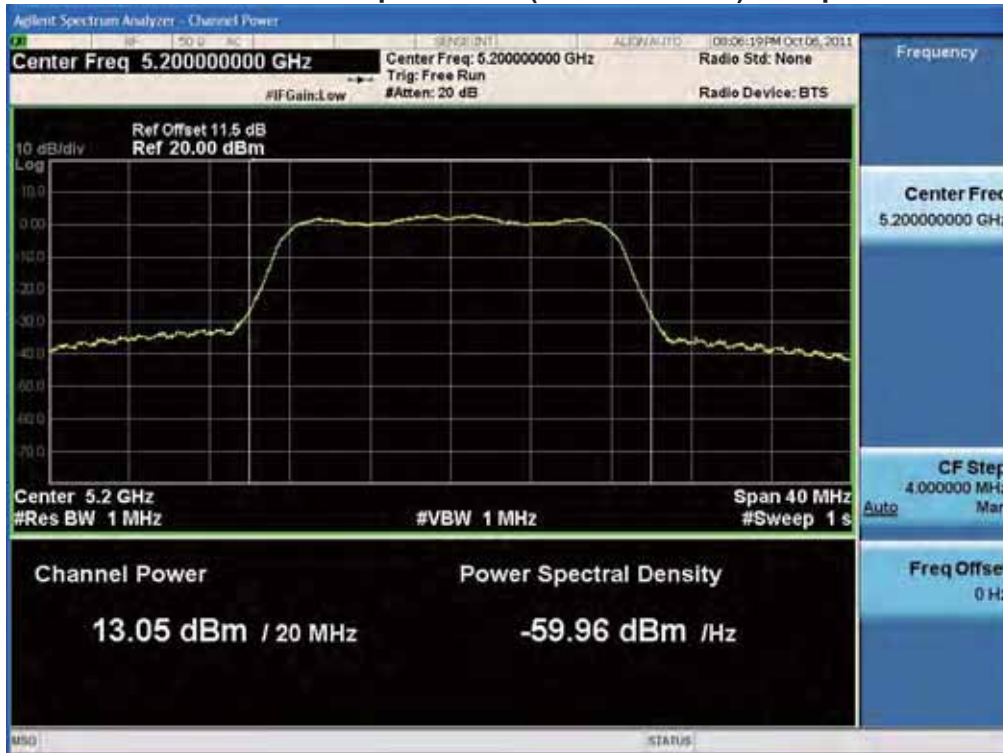 Agilent Spectrum Analyzer - Channel Power
RF 50 Ω AC SENSE:INT ALIGN AUTO 08:06:19PM Oct 06, 2011
Center Freq 5.200000000 GHz
Center Freq: 5.200000000 GHz
Radio Std: None
Trig: Free Run
#IFGain:Low
#Atten: 20 dB
Radio Device: BTS
Ref Offset 11.5 dB
10 dB/div Ref 20.00 dBm
Log
10.0
0.00
-10.0
-20.0
-30.0
-40.0
-50.0
-60.0
-70.0
Center 5.2 GHz
Span 40 MHz
#Res BW 1 MHz
#VBW 1 MHz
#Sweep 1 s
Channel Power
Power Spectral Density
13.05 dBm / 20 MHz
-59.96 dBm /Hz
Frequency
Center Freq
5.200000000 GHz
CF Step
4.000000 MHz
Auto Man
Freq Offset
0 Hz
MSG
STATUS